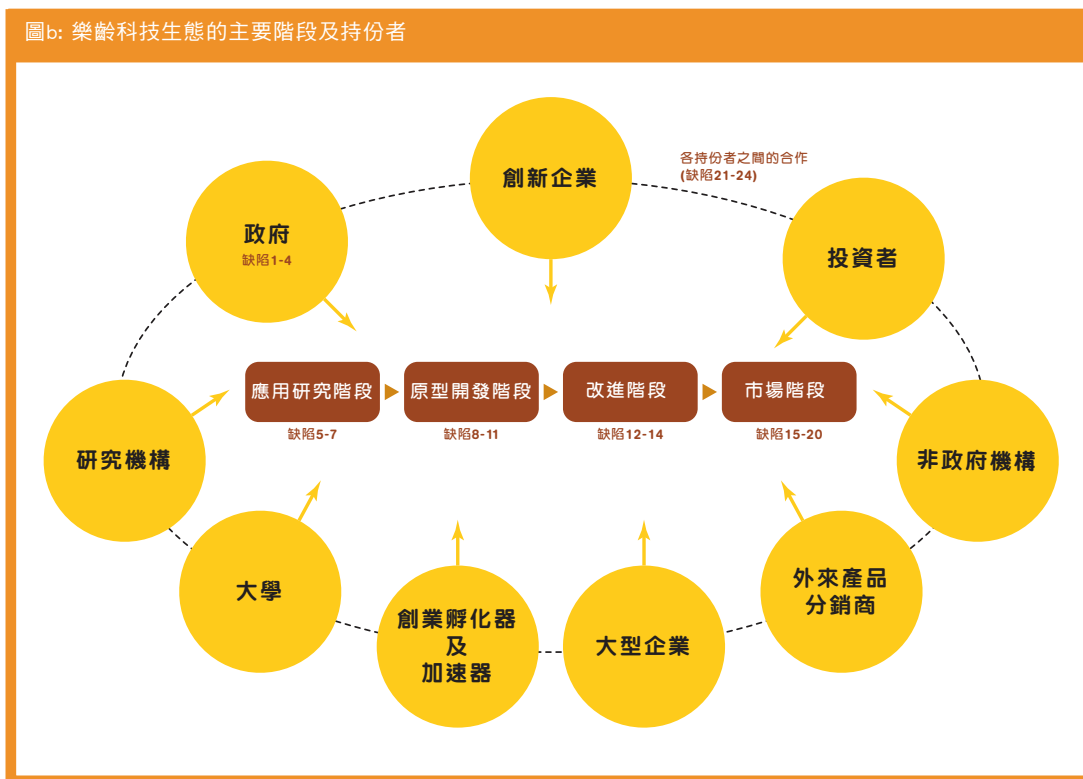 圖b: 樂齡科技生態的主要階段及持份者
創新企業
各持份者之間的合作
(缺陷21-24)
政府
缺陷1-4
投資者
應用研究階段
原型開發階段
改進階段
市場階段
缺陷5-7
缺陷8-11
缺陷12-14
缺陷15-20
研究機構
非政府機構
大學
創業孵化器
及
加速器
大型企業
外來產品
分銷商